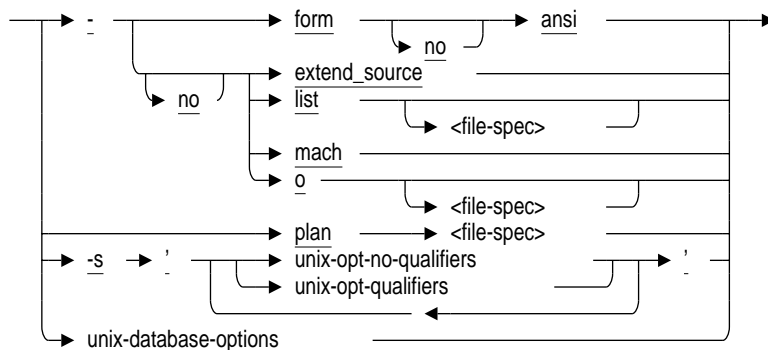 - form no ansi
no extend_source
list <file-spec>
mach
o <file-spec>
plan <file-spec>
-s ' unix-opt-no-qualifiers '
unix-opt-qualifiers
unix-database-options